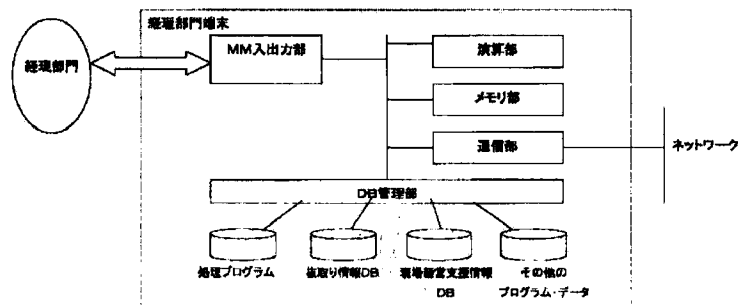 経理部門端末
経理部門
MM入出力部
演算部
メモリ部
通信部
ネットワーク
DB管理部
処理プログラム
板取り情報DB
現場経営支援情報
DB
その他の
プログラム・データ